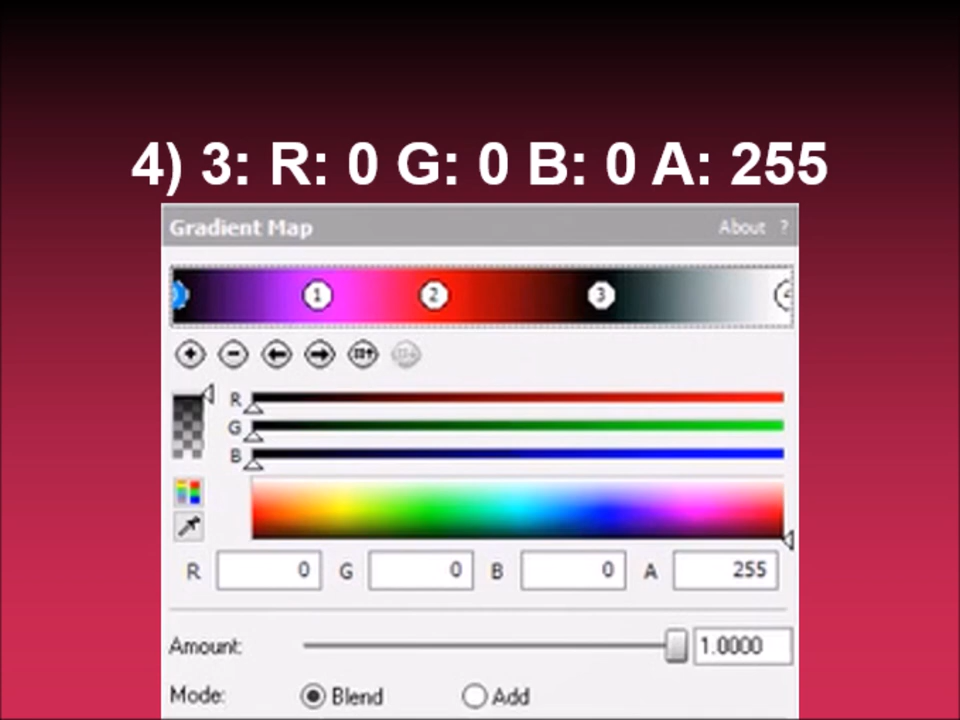 4) 3: R: 0 G: 0 B: 0 A: 255
Gradient Map About ?
1 2 3 4
R
G
B
R 0 G 0 B 0 A 255
Amount: 1.0000
Mode: Blend Add